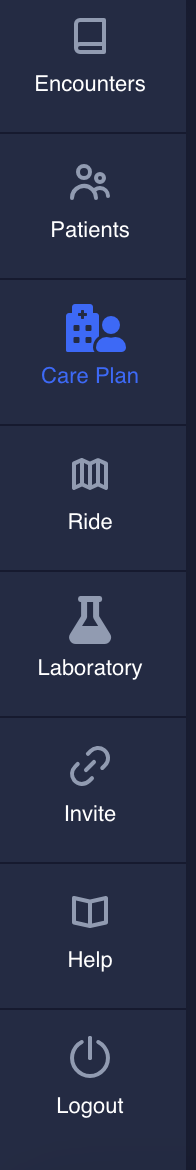 Encounters
Patients
Care Plan
Ride
Laboratory
Invite
Help
Logout